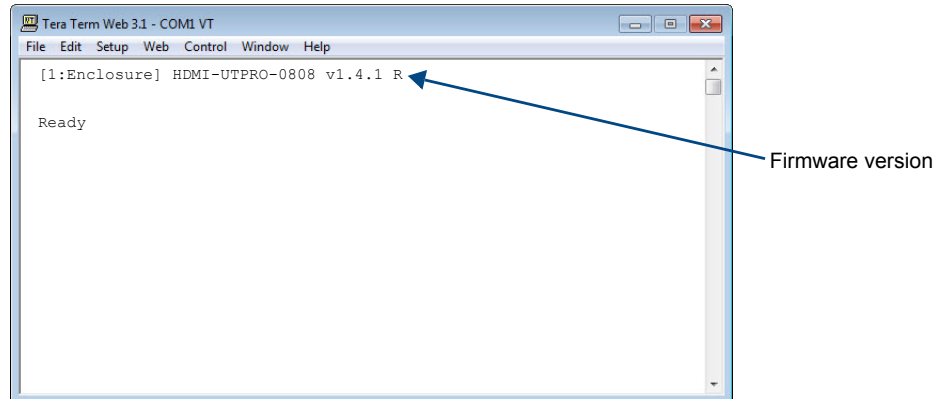 Tera Term Web 3.1 - COM1 VT
File Edit Setup Web Control Window Help
[1:Enclosure] HDMI-UTPRO-0808 v1.4.1 R
Ready
Firmware version